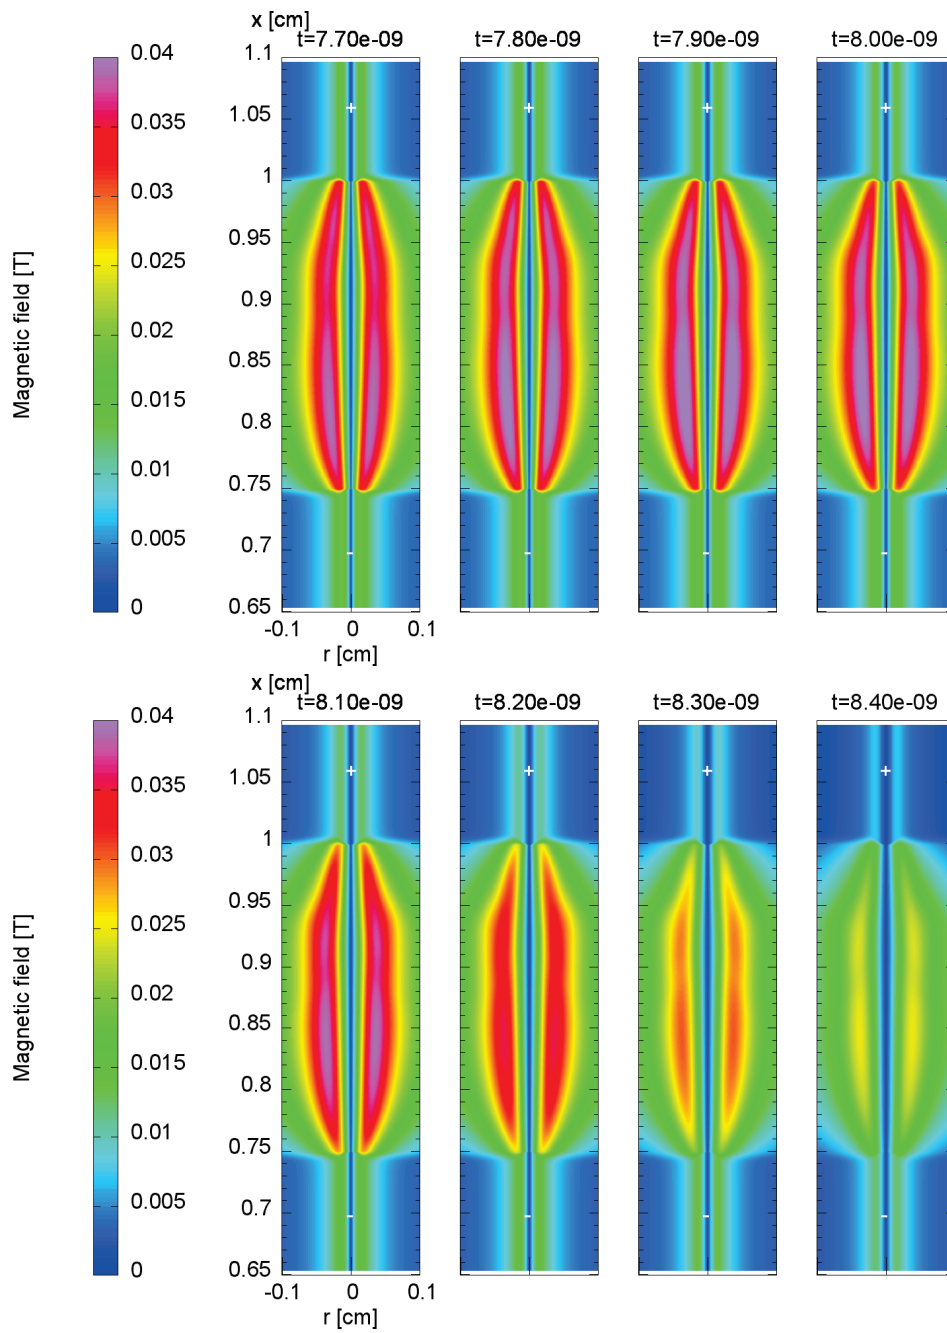 x [cm]
t=7.70e-09 t=7.80e-09 t=7.90e-09 t=8.00e-09
Magnetic field [T]
0.04
0.035
0.03
0.025
0.02
0.015
0.01
0.005
0
1.1
1.05
1
0.95
0.9
0.85
0.8
0.75
0.7
0.65
+ + + +
- - - -
-0.1 0 0.1
r [cm]
x [cm]
t=8.10e-09 t=8.20e-09 t=8.30e-09 t=8.40e-09
Magnetic field [T]
0.04
0.035
0.03
0.025
0.02
0.015
0.01
0.005
0
1.1
1.05
1
0.95
0.9
0.85
0.8
0.75
0.7
0.65
+ + + +
- - - -
-0.1 0 0.1
r [cm]